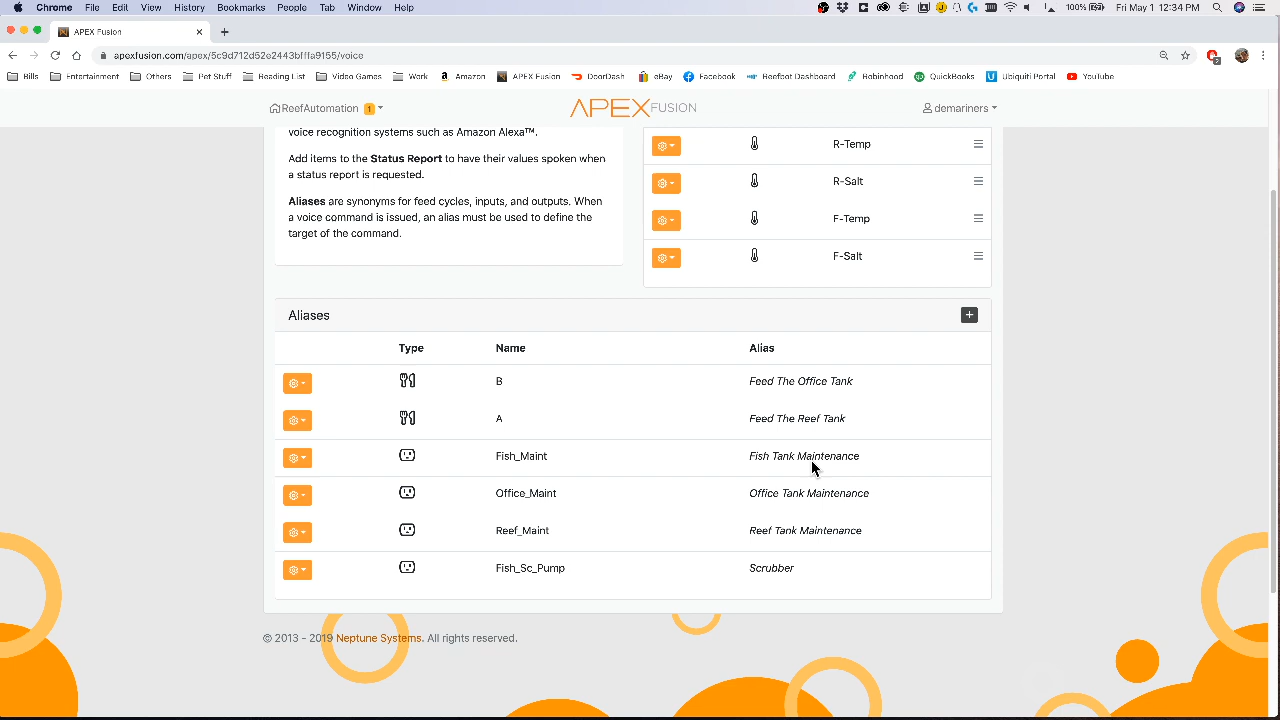 Chrome File Edit View History Bookmarks People Tab Window Help 100% Fri May 1 12:34 PM
APEX Fusion
apexfusion.com/apex/5c9d712d52e2443bfffa9155/voice
Bills Entertainment Others Pet Stuff Reading List Video Games Work Amazon APEX Fusion DoorDash eBay Facebook Reefbot Dashboard Robinhood QuickBooks Ubiquiti Portal YouTube
ReefAutomation 1 APEX FUSION demariners
voice recognition systems such as Amazon Alexa™.
Add items to the Status Report to have their values spoken when
a status report is requested.
Aliases are synonyms for feed cycles, inputs, and outputs. When
a voice command is issued, an alias must be used to define the
target of the command.
R-Temp
R-Salt
F-Temp
F-Salt
Aliases
Type Name Alias
B Feed The Office Tank
A Feed The Reef Tank
Fish_Maint Fish Tank Maintenance
Office_Maint Office Tank Maintenance
Reef_Maint Reef Tank Maintenance
Fish_Sc_Pump Scrubber
© 2013 - 2019 Neptune Systems. All rights reserved.